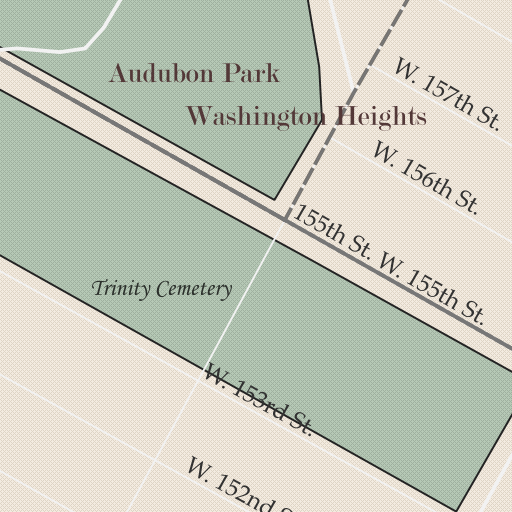 Audubon Park
Washington Heights
W. 157th St.
W. 156th St.
155th St.
W. 155th St.
Trinity Cemetery
W. 153rd St.
W. 152nd S